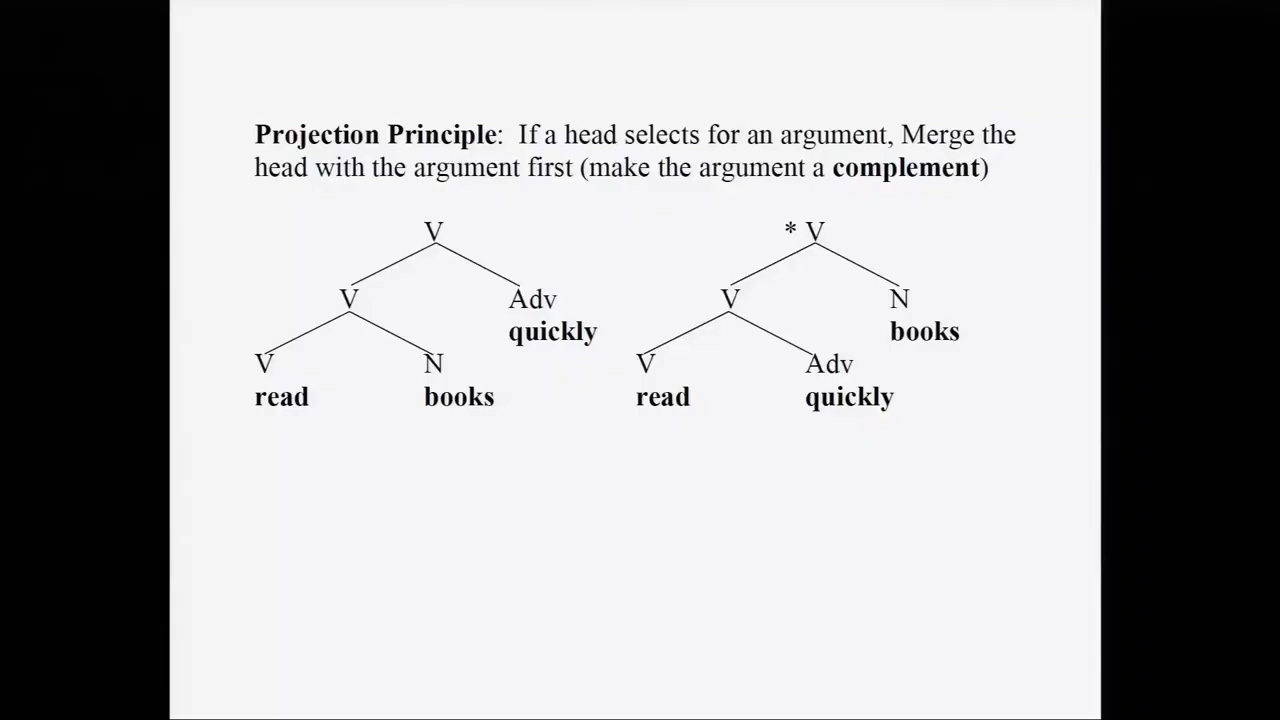 Projection Principle: If a head selects for an argument, Merge the
head with the argument first (make the argument a complement)
V
V
Adv
quickly
V
read
N
books
* V
V
N
books
V
read
Adv
quickly